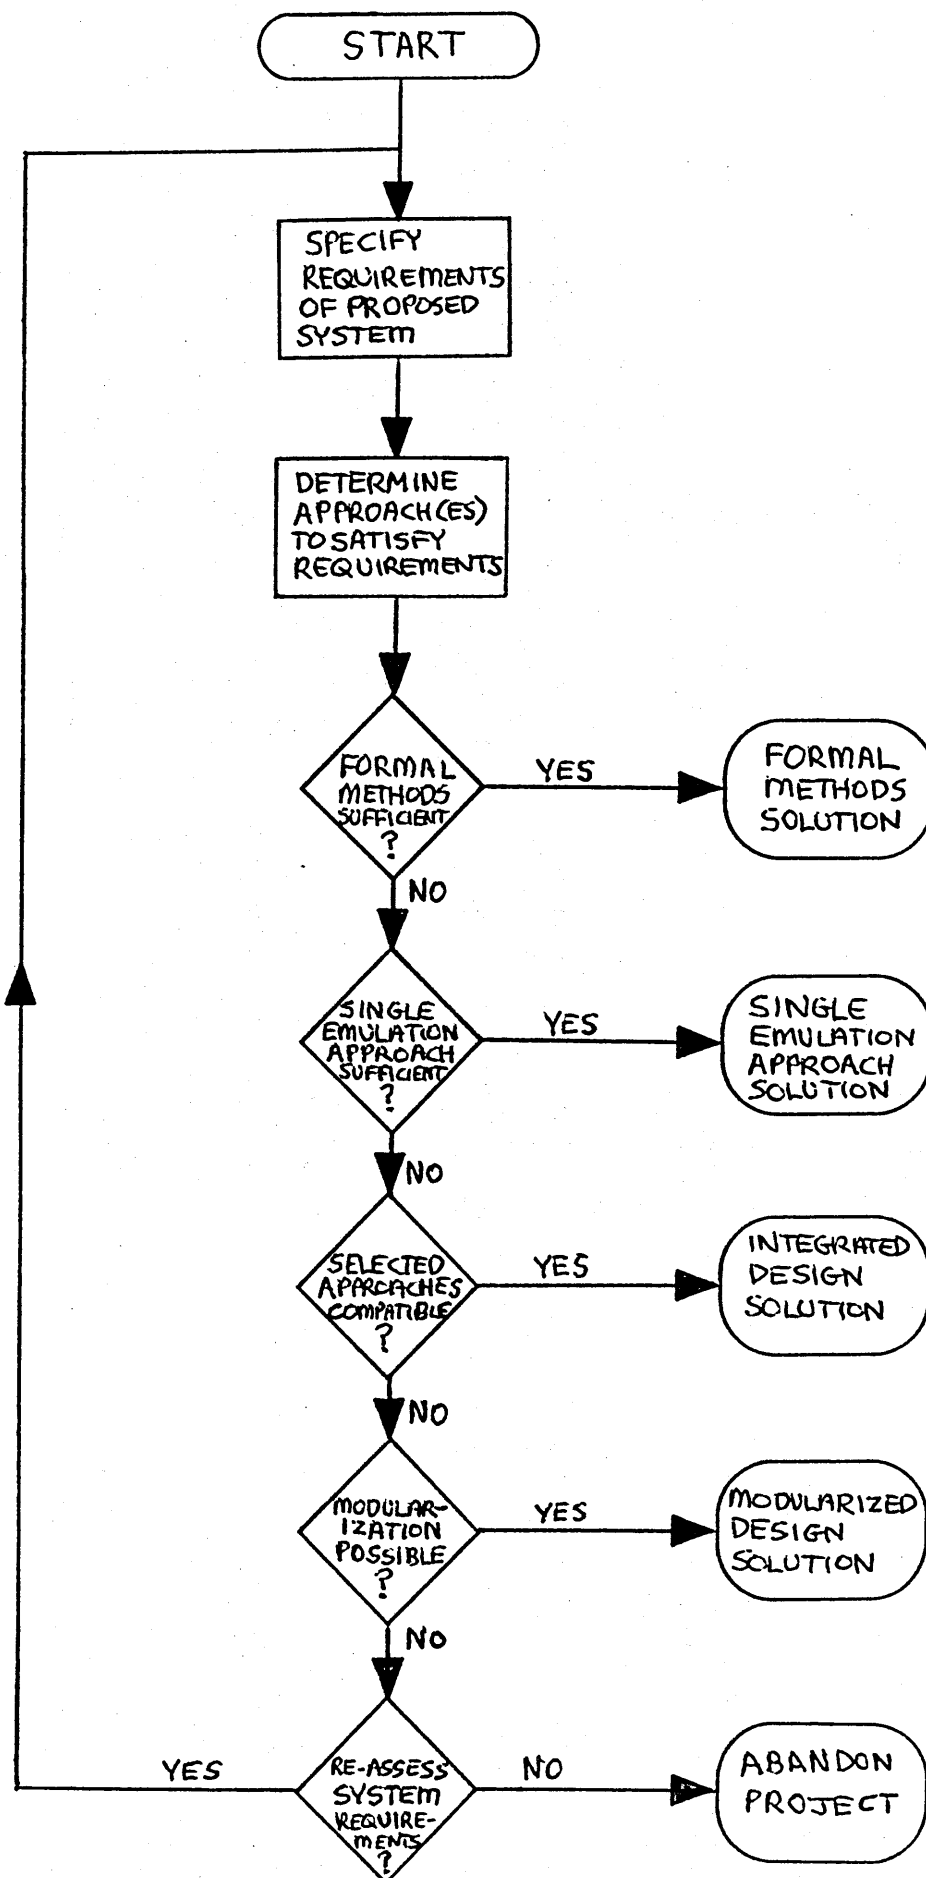 START
SPECIFY
REQUIREMENTS
OF PROPOSED
SYSTEM
DETERMINE
APPROACH(ES)
TO SATISFY
REQUIREMENTS
FORMAL
METHODS
SUFFICIENT
?
YES
FORMAL
METHODS
SOLUTION
NO
SINGLE
EMULATION
APPROACH
SUFFICIENT
?
YES
SINGLE
EMULATION
APPROACH
SOLUTION
NO
SELECTED
APPROACHES
COMPATIBLE
?
YES
INTEGRATED
DESIGN
SOLUTION
NO
MODULAR-
IZATION
POSSIBLE
?
YES
MODULARIZED
DESIGN
SOLUTION
NO
YES
RE-ASSESS
SYSTEM
REQUIRE-
MENTS
?
NO
ABANDON
PROJECT